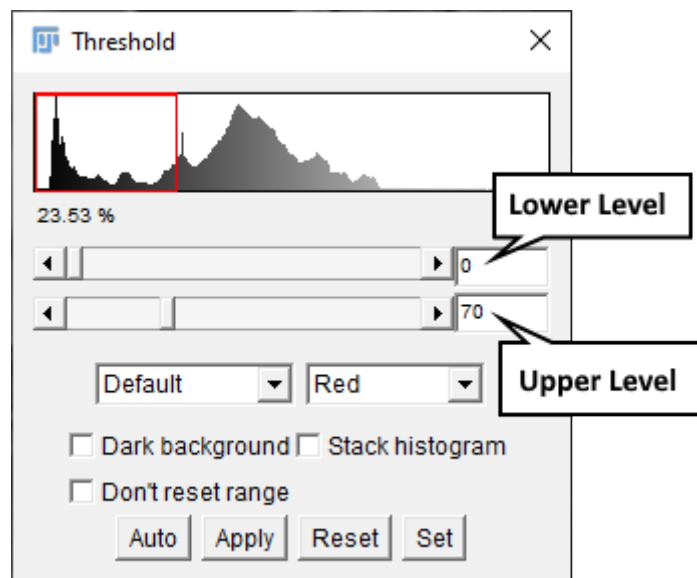 Threshold
23.53 %
Lower Level
0
70
Upper Level
Default Red
Dark background Stack histogram
Don't reset range
Auto Apply Reset Set